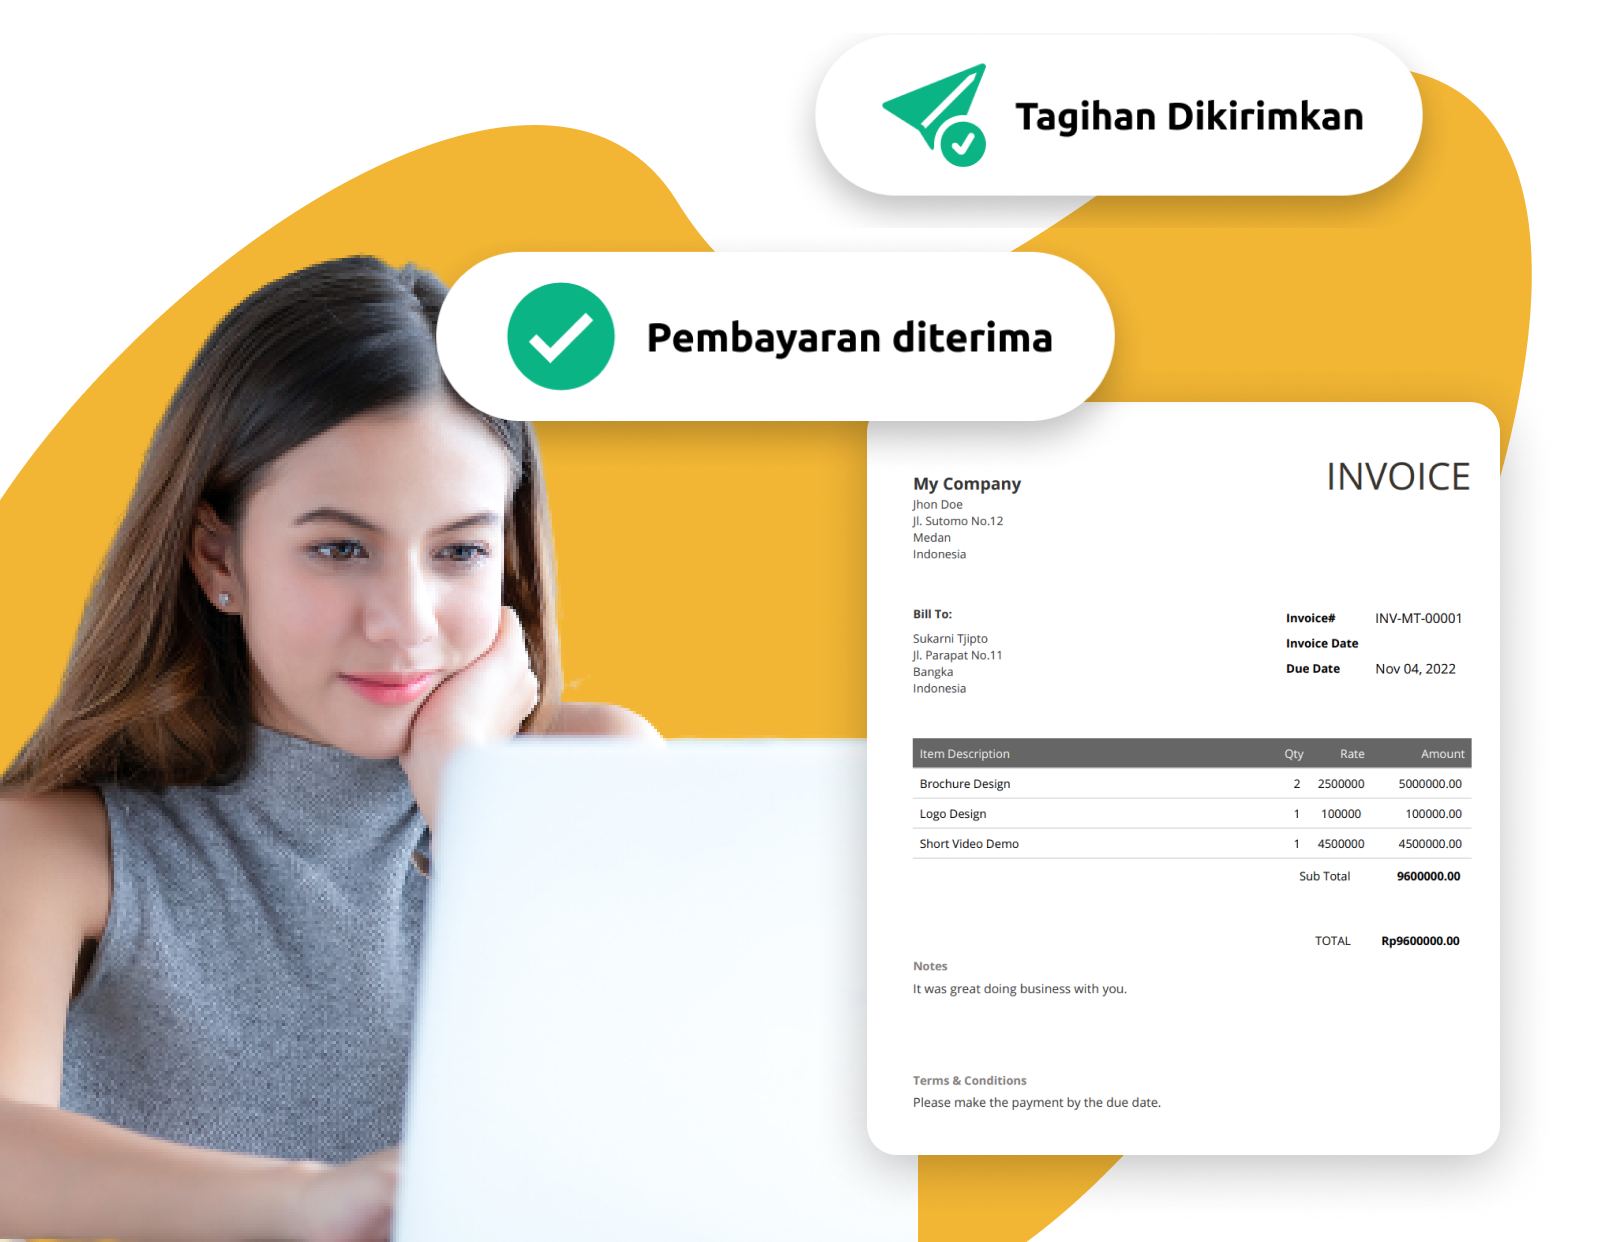 Tagihan Dikirimkan
Pembayaran diterima
INVOICE
My Company
Jhon Doe
Jl. Sutomo No.12
Medan
Indonesia
Bill To:
Sukarni Tjipto
Jl. Parapat No.11
Bangka
Indonesia
Invoice# INV-MT-00001
Invoice Date
Due Date Nov 04, 2022
Item Description Qty Rate Amount
Brochure Design 2 2500000 5000000.00
Logo Design 1 100000 100000.00
Short Video Demo 1 4500000 4500000.00
Sub Total 9600000.00
TOTAL Rp9600000.00
Notes
It was great doing business with you.
Terms & Conditions
Please make the payment by the due date.